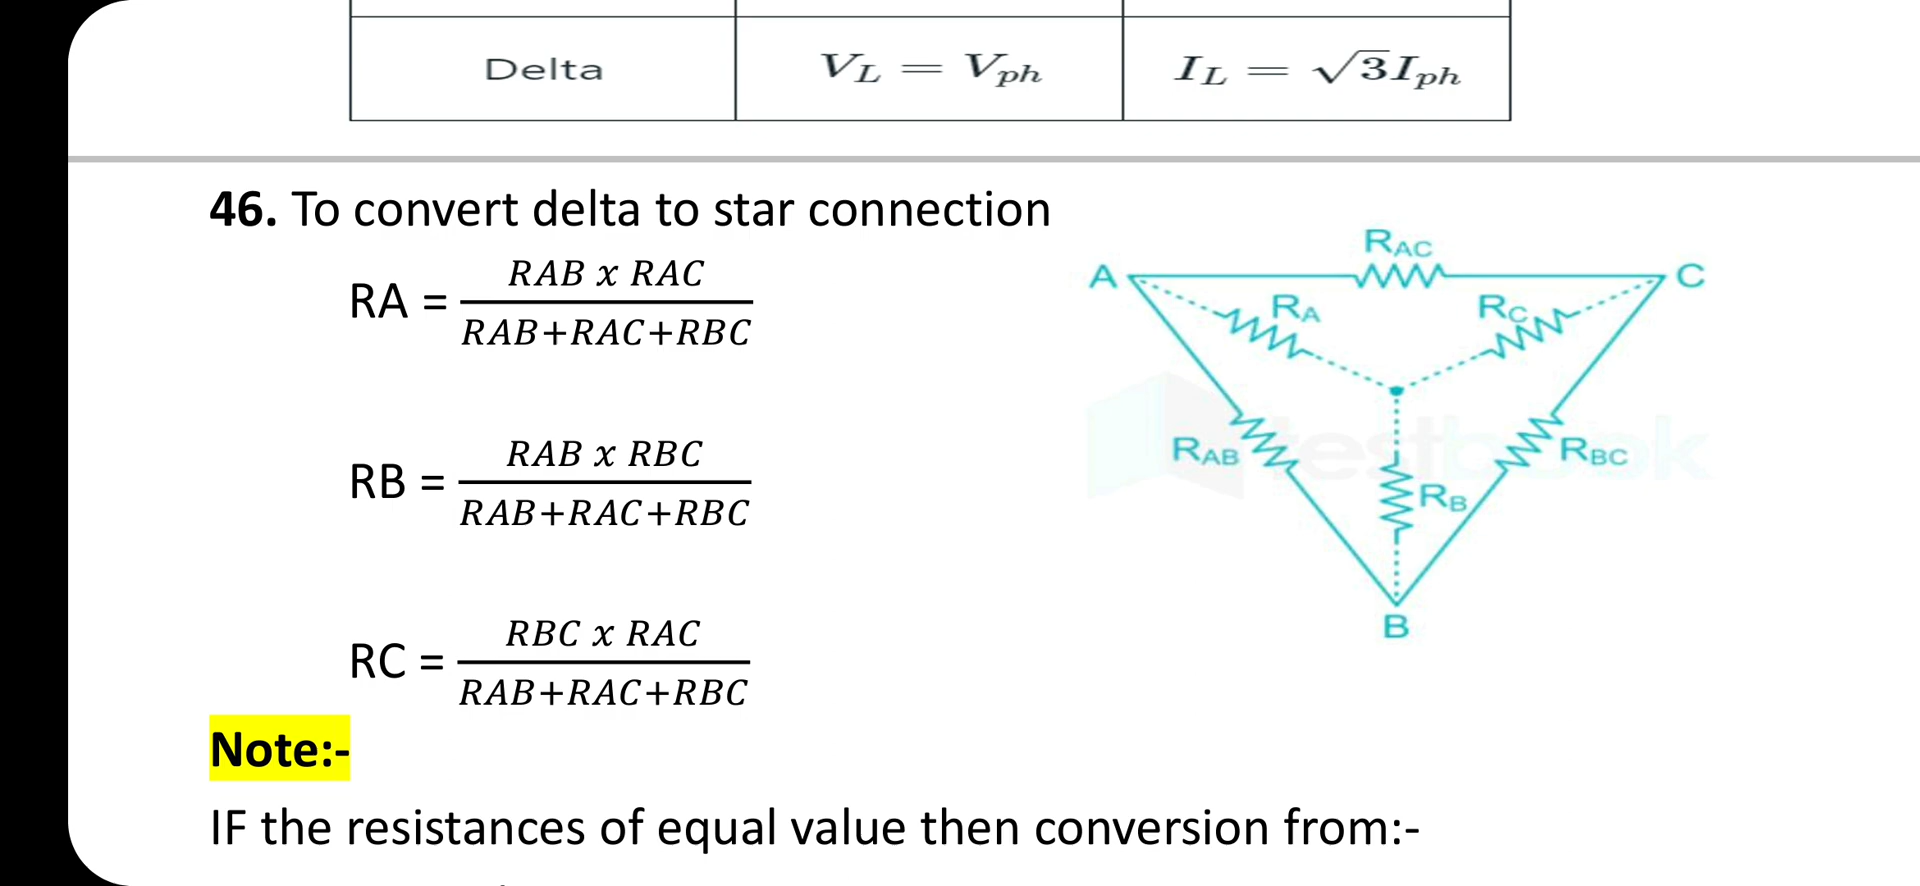 Delta V_L = V_ph I_L = √3I_ph
46. To convert delta to star connection
RA = RAB x RAC / RAB+RAC+RBC
RB = RAB x RBC / RAB+RAC+RBC
RC = RBC x RAC / RAB+RAC+RBC
RAC
A
C
RA
RC
RAB
RBC
RB
B
testbook
Note:-
IF the resistances of equal value then conversion from:-